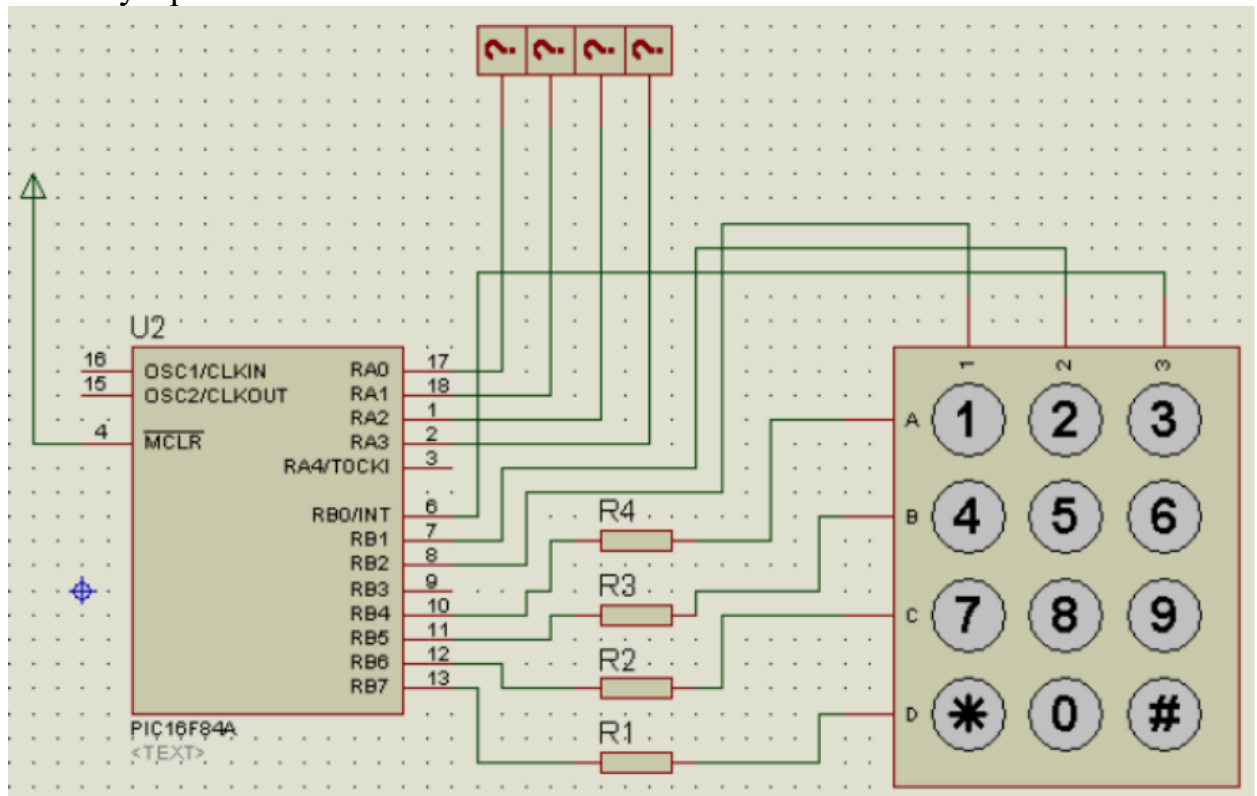 ? ? ? ?
U2
16 OSC1/CLKIN RA0 17
15 OSC2/CLKOUT RA1 18
RA2 1
4 MCLR RA3 2
RA4/T0CKI 3
RB0/INT 6
RB1 7
RB2 8
RB3 9
RB4 10
RB5 11
RB6 12
RB7 13
PIC16F84A
<TEXT>
R4
R3
R2
R1
1 2 3
A 1 2 3
B 4 5 6
C 7 8 9
D * 0 #